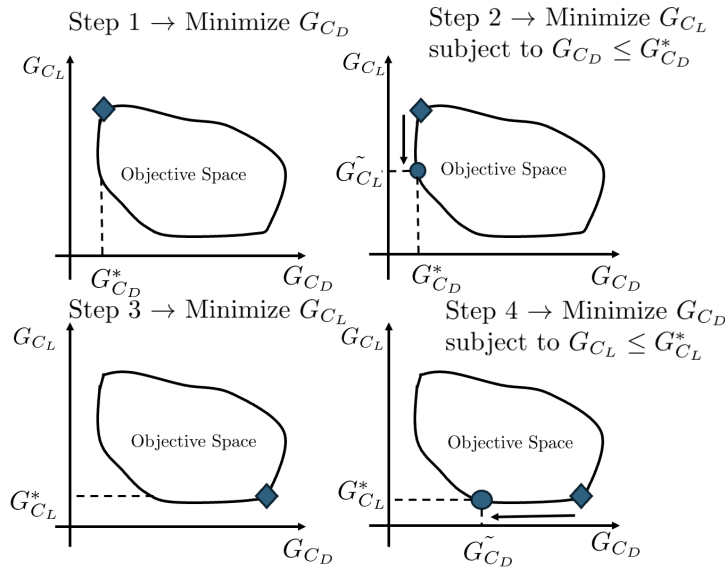 Step 1 → Minimize G_{C_D}
G_{C_L}
Objective Space
G^*_{C_D}
G_{C_D}
Step 2 → Minimize G_{C_L}
subject to G_{C_D} ≤ G^*_{C_D}
G_{C_L}
Objective Space
G^~_{C_L}
G^*_{C_D}
G_{C_D}
Step 3 → Minimize G_{C_L}
G_{C_L}
Objective Space
G^*_{C_L}
G_{C_D}
Step 4 → Minimize G_{C_D}
subject to G_{C_L} ≤ G^*_{C_L}
G_{C_L}
Objective Space
G^*_{C_L}
G^~_{C_D}
G_{C_D}